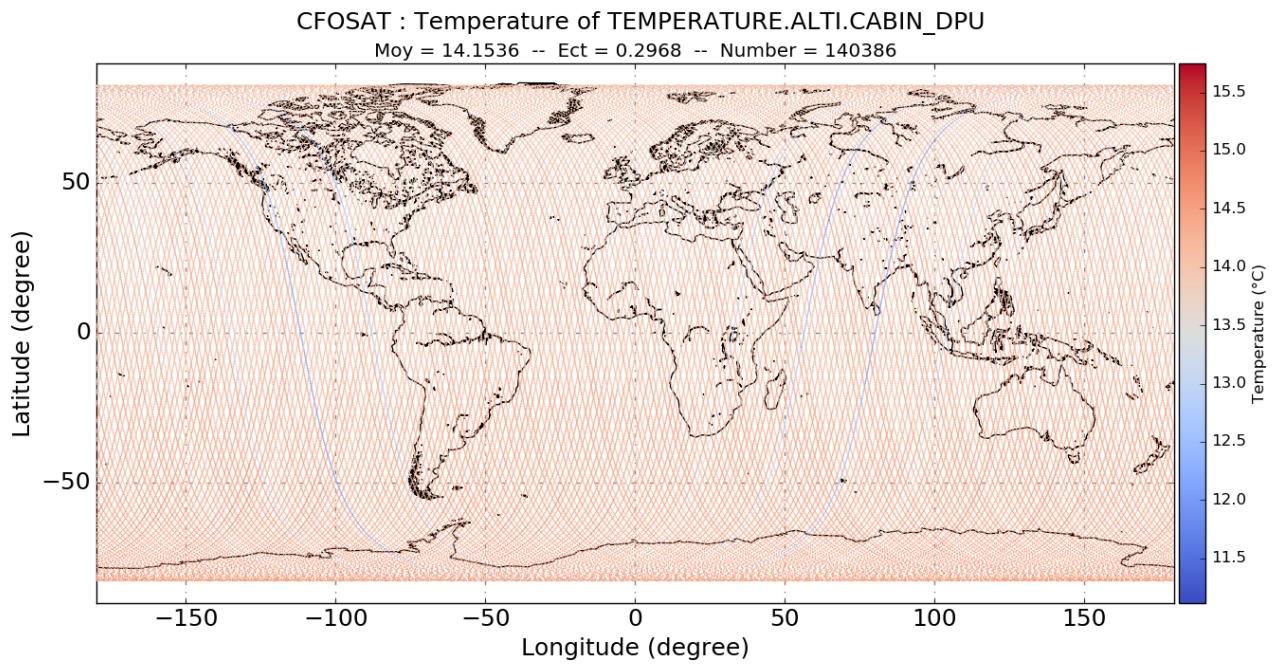 CFOSAT : Temperature of TEMPERATURE.ALTI.CABIN_DPU
Moy = 14.1536 -- Ect = 0.2968 -- Number = 140386
Latitude (degree)
50
0
−50
−150 −100 −50 0 50 100 150
Longitude (degree)
15.5
15.0
14.5
14.0
13.5
13.0
12.5
12.0
11.5
Temperature (°C)